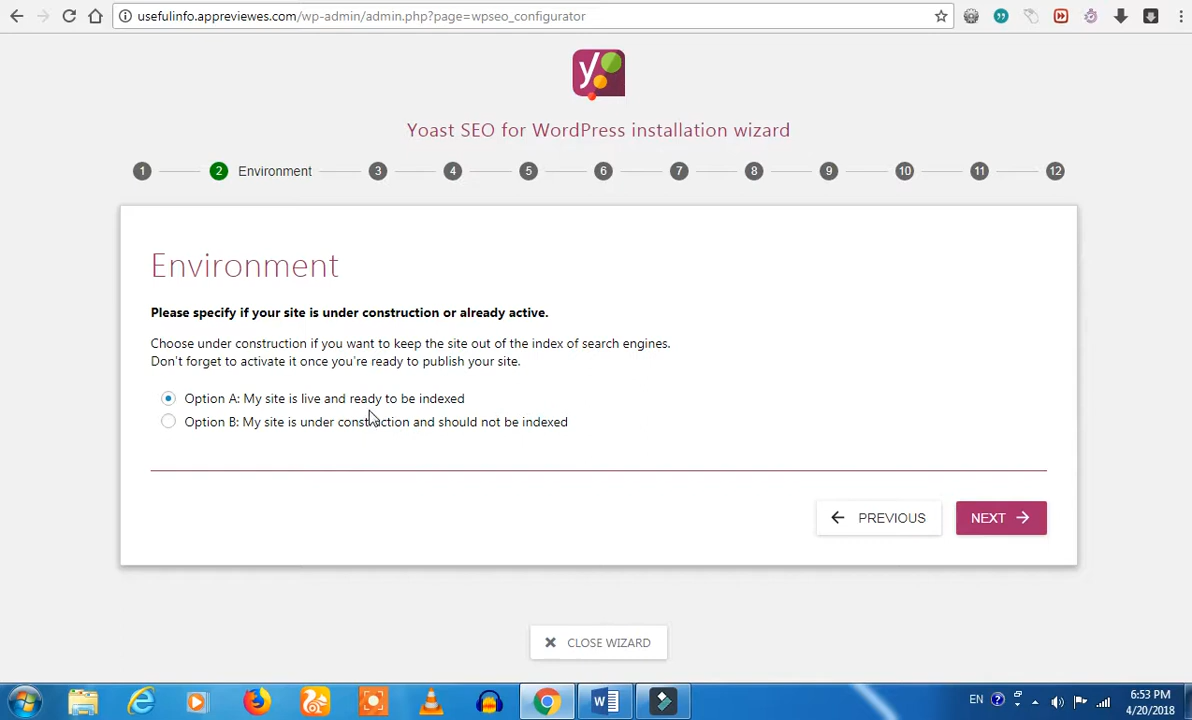 usefulinfo.appreviewes.com/wp-admin/admin.php?page=wpseo_configurator
y
Yoast SEO for WordPress installation wizard
1 2 Environment 3 4 5 6 7 8 9 10 11 12
Environment
Please specify if your site is under construction or already active.
Choose under construction if you want to keep the site out of the index of search engines.
Don't forget to activate it once you're ready to publish your site.
Option A: My site is live and ready to be indexed
Option B: My site is under construction and should not be indexed
PREVIOUS NEXT
CLOSE WIZARD
EN 6:53 PM
4/20/2018